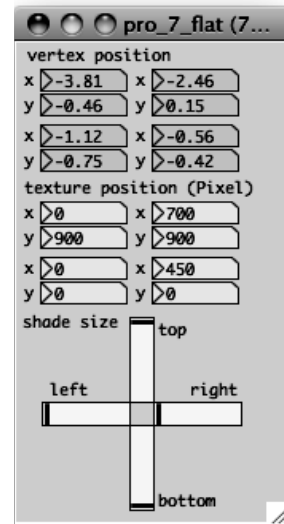 pro_7_flat (7...
vertex position
x -3.81 x -2.46
y -0.46 y 0.15
x -1.12 x -0.56
y -0.75 y -0.42
texture position (Pixel)
x 0 x 700
y 900 y 900
x 0 x 450
y 0 y 0
shade size top
left right
bottom